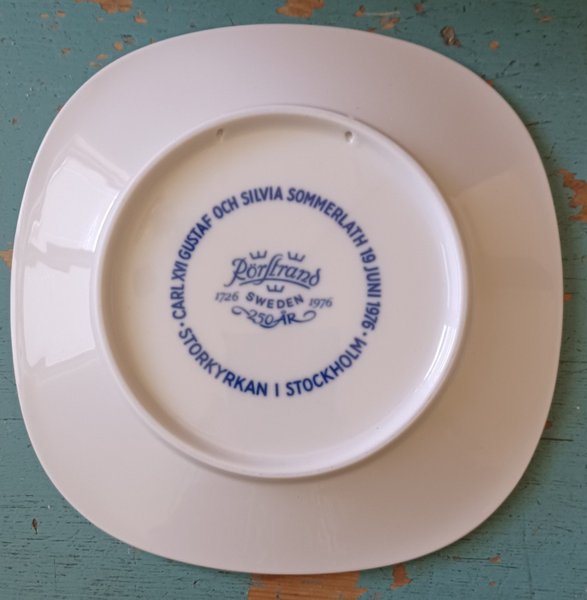 · CARL XVI GUSTAF OCH SILVIA SOMMERLATH 19 JUNI 1976 ·
STORKYRKAN I STOCKHOLM
Rörstrand
1726 SWEDEN 1976
250 ÅR